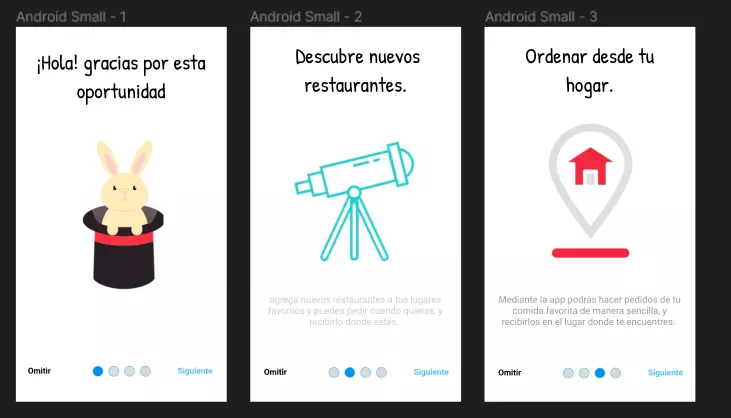 Android Small - 1
¡Hola! gracias por esta
oportunidad
Omitir
Siguiente
Android Small - 2
Descubre nuevos
restaurantes.
agrega nuevos restaurantes a tus lugares
favoritos y puedes pedir cuando quieras, y
recibirlo donde estes.
Omitir
Siguiente
Android Small - 3
Ordenar desde tu
hogar.
Mediante la app podrás hacer pedidos de tu
comida favorita de manera sencilla, y
recibirlos en el lugar donde te encuentres.
Omitir
Siguiente